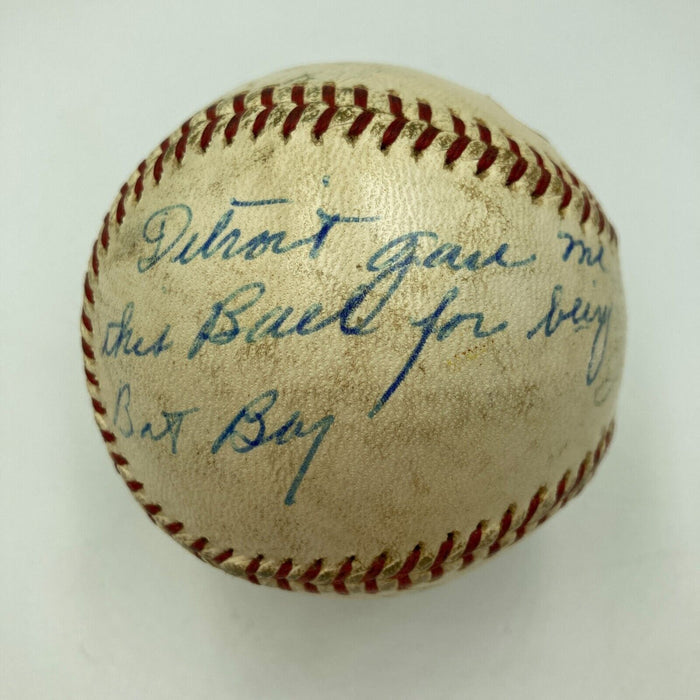 Detroit gave me
this Ball for being
Bat Boy